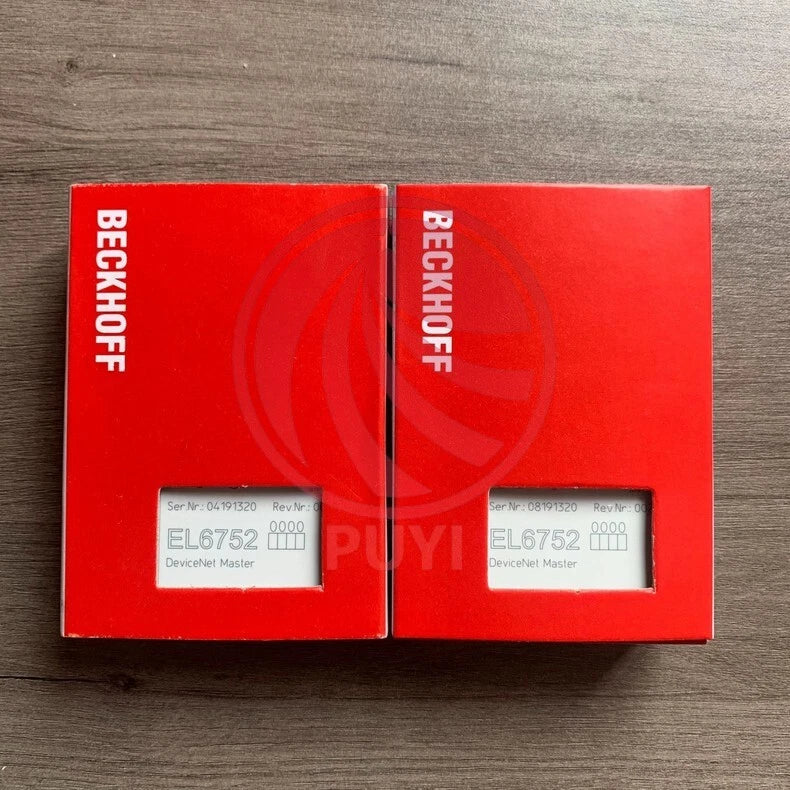 BECKHOFF
Ser.Nr.: 04191320 Rev.Nr.:
EL6752 0000
DeviceNet Master
BECKHOFF
Ser.Nr.: 08191320 Rev.Nr.: 00
EL6752 0000
DeviceNet Master
PUYI